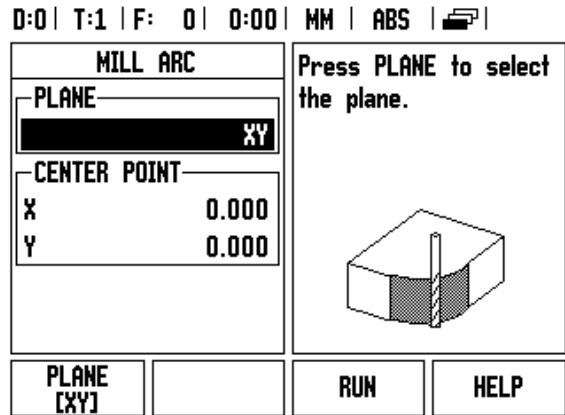 D:0 | T:1 | F: 0 | 0:00 | MM | ABS |
MILL ARC
PLANE
XY
CENTER POINT
X 0.000
Y 0.000
Press PLANE to select
the plane.
PLANE
[XY]
RUN
HELP